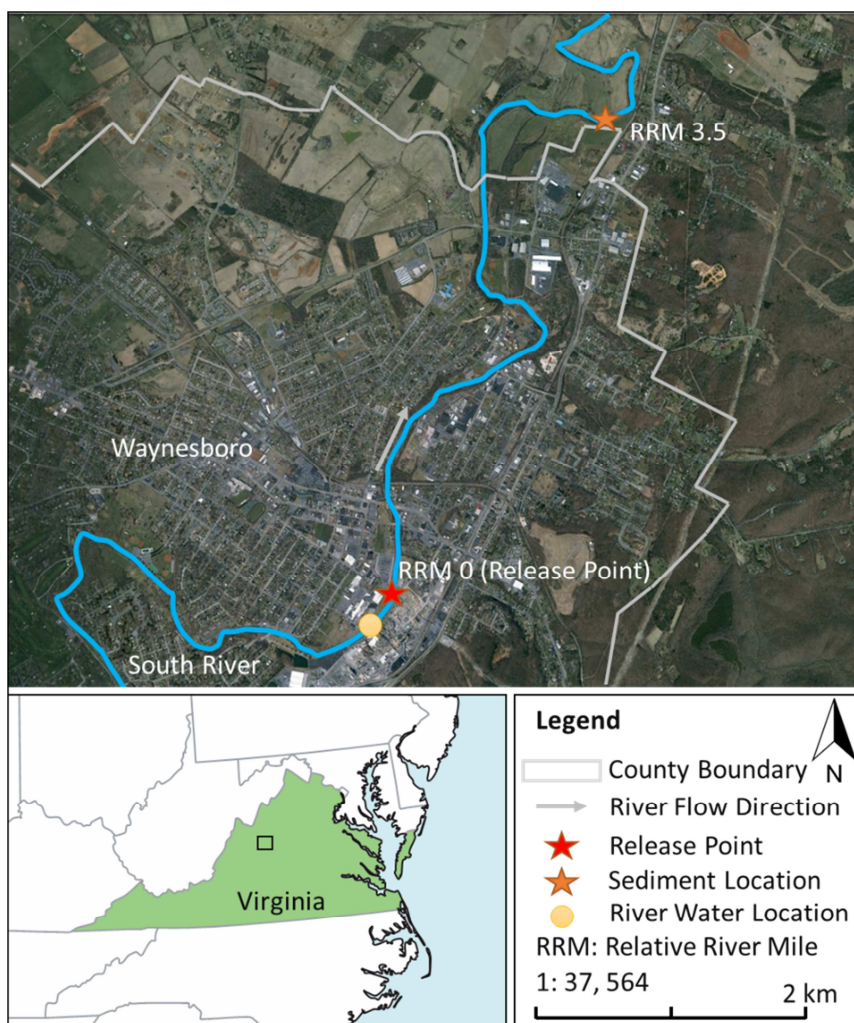 RRM 3.5
Waynesboro
RRM 0 (Release Point)
South River
Virginia
Legend
County Boundary
N
River Flow Direction
Release Point
Sediment Location
River Water Location
RRM: Relative River Mile
1: 37, 564
2 km